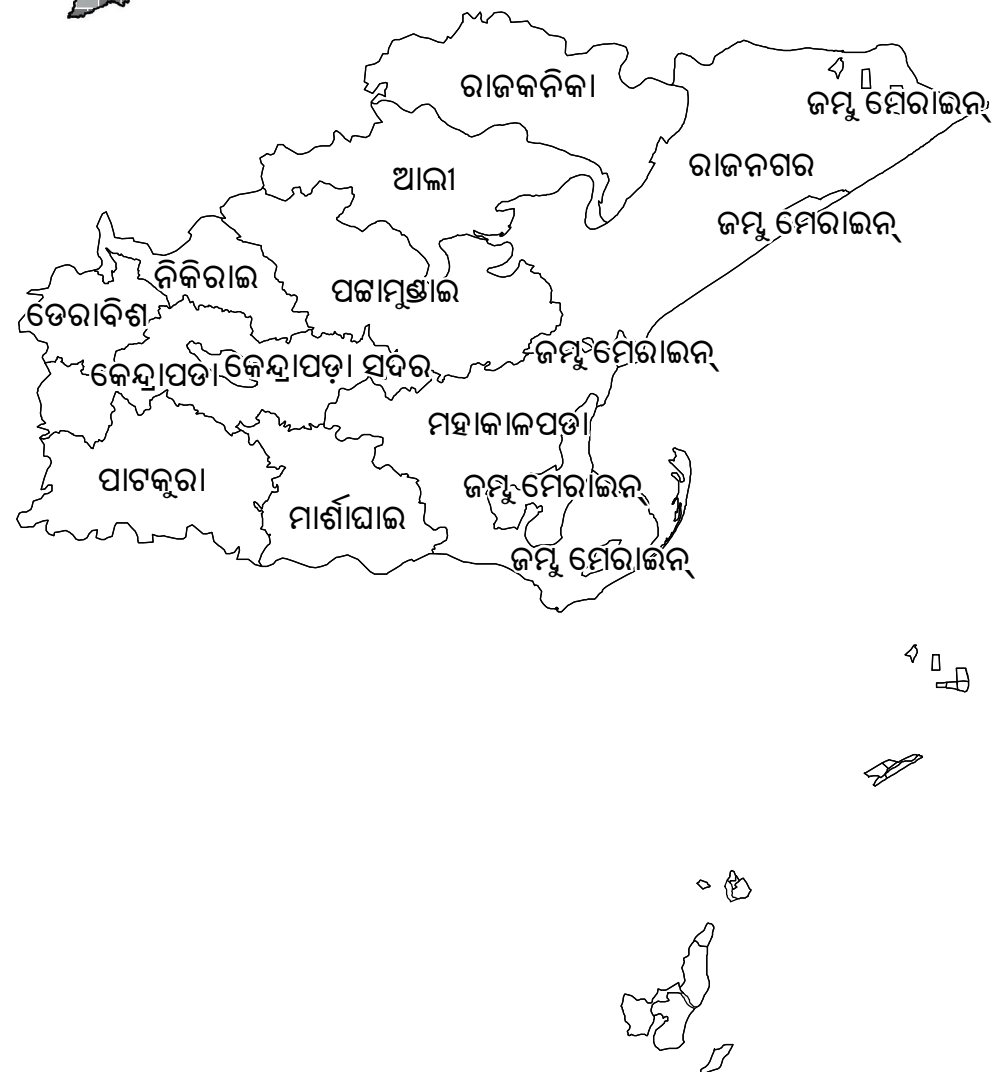 ରାଜକନିକା
ଜମ୍ବୁ ମେରାଇନ୍
ରାଜନଗର
ଆଳୀ
ଜମ୍ବୁ ମେରାଇନ୍
ନିକିରାଇ
ପଟ୍ଟାମୁଣ୍ଡାଇ
ଡେରାବିଶ
ଜମ୍ବୁ ମେରାଇନ୍
କେନ୍ଦ୍ରାପଡା
କେନ୍ଦ୍ରାପଡ଼ା ସଦର
ମହାକାଳପଡା
ପାଟକୁରା
ଜମ୍ବୁ ମେରାଇନ୍
ମାର୍ଶାଘାଇ
ଜମ୍ବୁ ମେରାଇନ୍